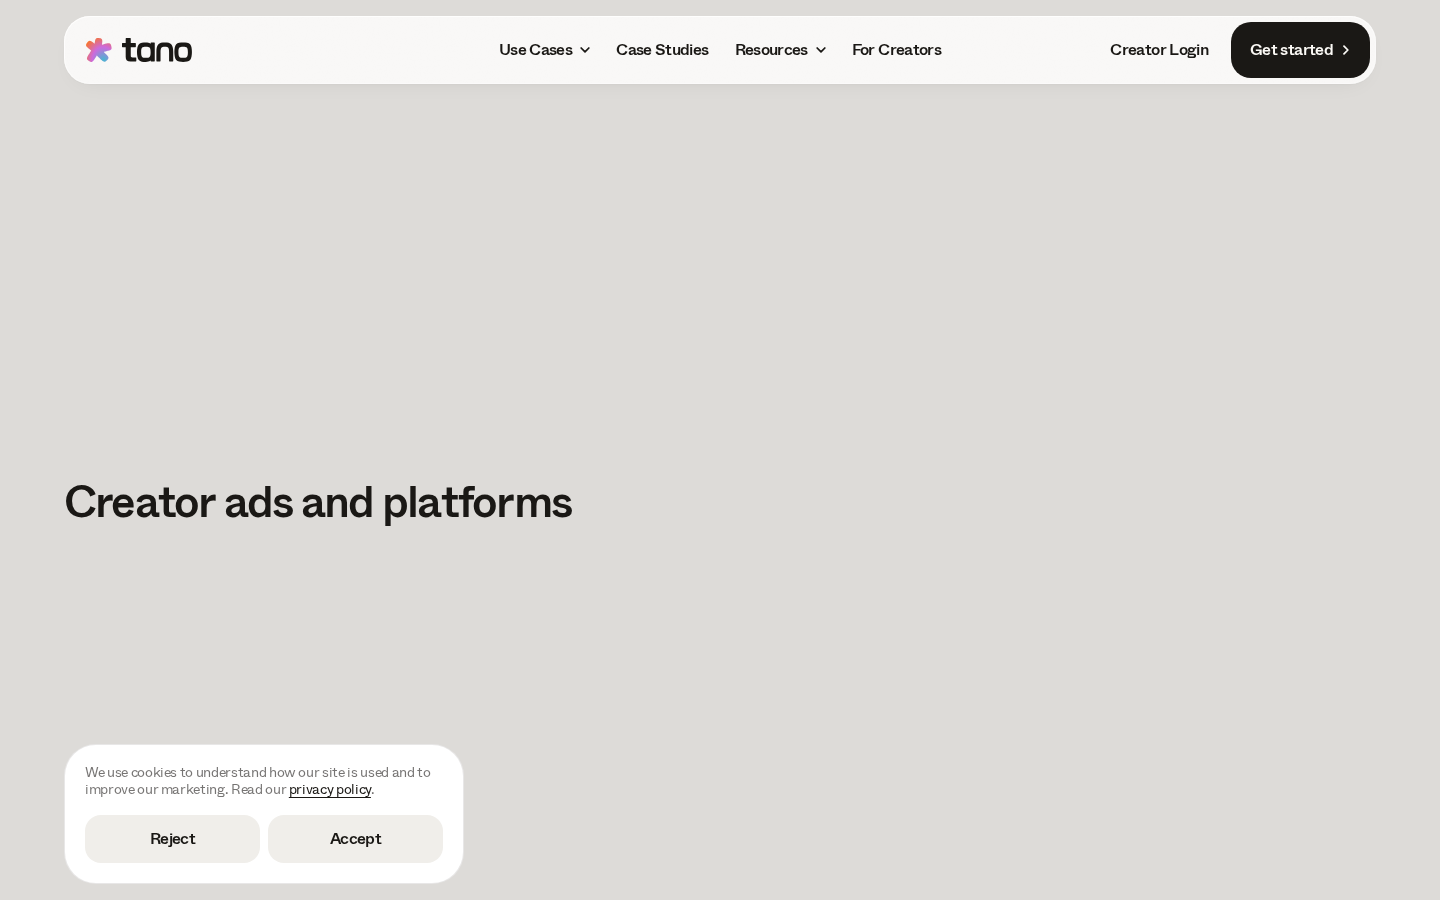 tano
Use Cases
Case Studies
Resources
For Creators
Creator Login
Get started
Creator ads and platforms
We use cookies to understand how our site is used and to
improve our marketing. Read our privacy policy.
Reject
Accept